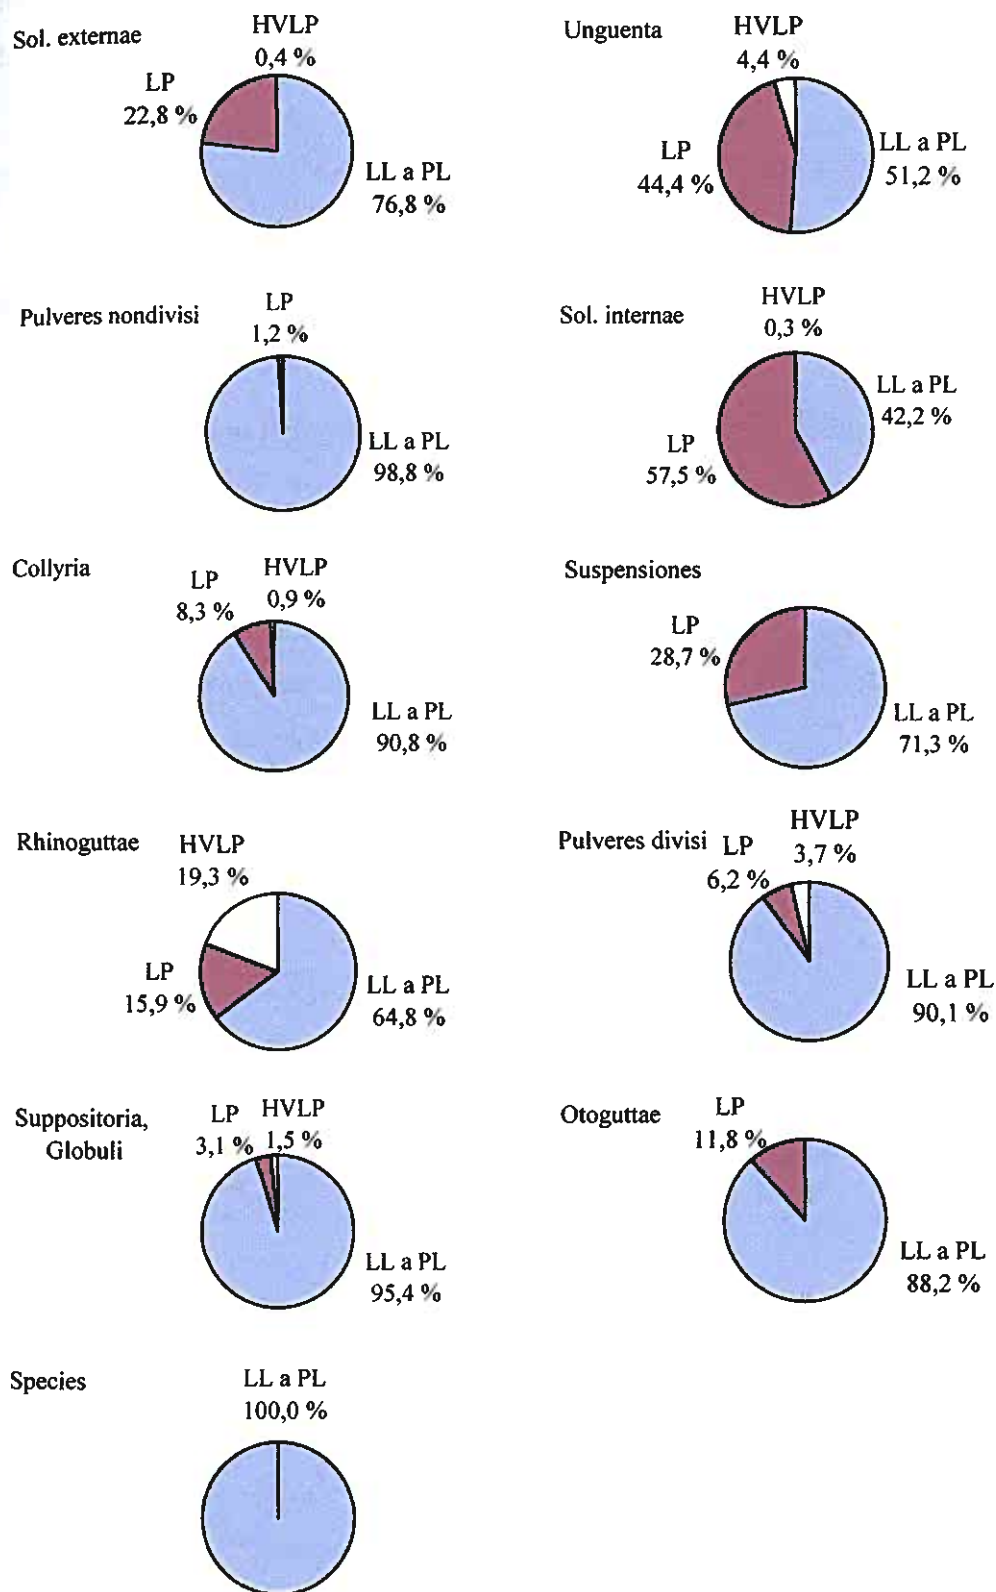 Sol. externae
HVLP
0,4 %
LP
22,8 %
LL a PL
76,8 %
Unguenta
HVLP
4,4 %
LP
44,4 %
LL a PL
51,2 %
Pulveres nondivisi
LP
1,2 %
LL a PL
98,8 %
Sol. internae
HVLP
0,3 %
LL a PL
42,2 %
LP
57,5 %
Collyria
LP
8,3 %
HVLP
0,9 %
LL a PL
90,8 %
Suspensiones
LP
28,7 %
LL a PL
71,3 %
Rhinoguttae
HVLP
19,3 %
LP
15,9 %
LL a PL
64,8 %
Pulveres divisi
LP
6,2 %
HVLP
3,7 %
LL a PL
90,1 %
Suppositoria,
Globuli
LP
3,1 %
HVLP
1,5 %
LL a PL
95,4 %
Otoguttae
LP
11,8 %
LL a PL
88,2 %
Species
LL a PL
100,0 %